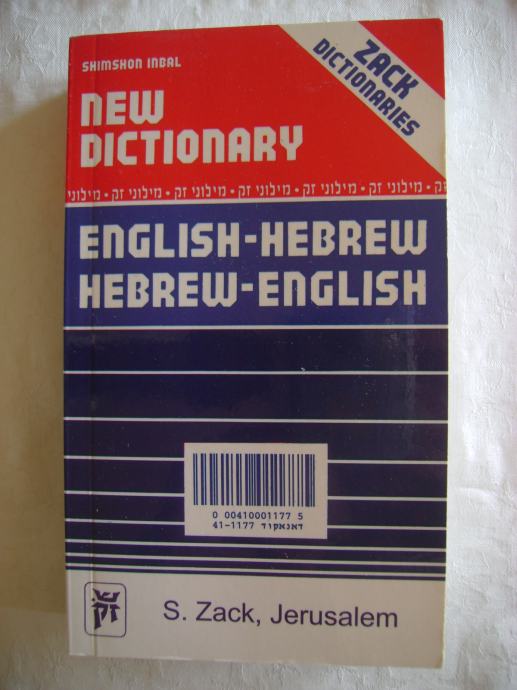 SHIMSHON INBAL
ZACK
DICTIONARIES
NEW
DICTIONARY
מילוני זק • מילוני זק • מילוני זק • מילוני זק • מילוני זק •
ENGLISH-HEBREW
HEBREW-ENGLISH
0 00410001177 5
41-1177 דאנאקוד
S. Zack, Jerusalem